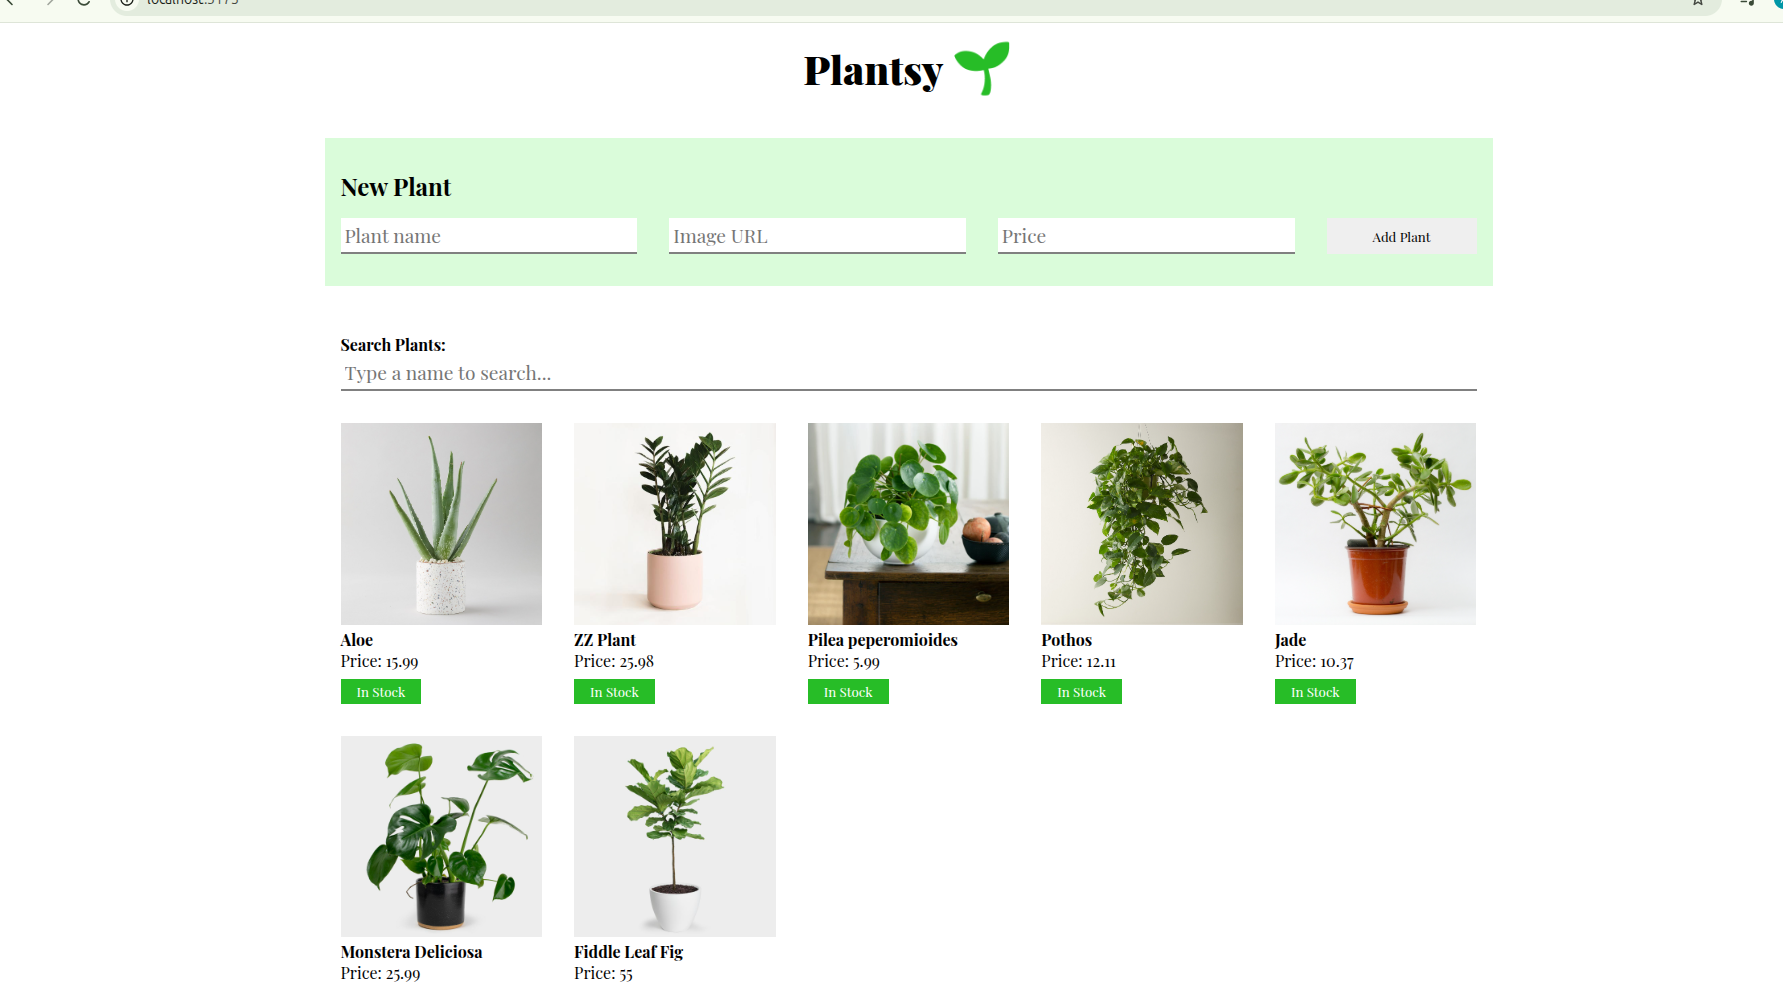 Plantsy
New Plant
Plant name
Image URL
Price
Add Plant
Search Plants:
Type a name to search...
Aloe
Price: 15.99
In Stock
ZZ Plant
Price: 25.98
In Stock
Pilea peperomioides
Price: 5.99
In Stock
Pothos
Price: 12.11
In Stock
Jade
Price: 10.37
In Stock
Monstera Deliciosa
Price: 25.99
Fiddle Leaf Fig
Price: 55